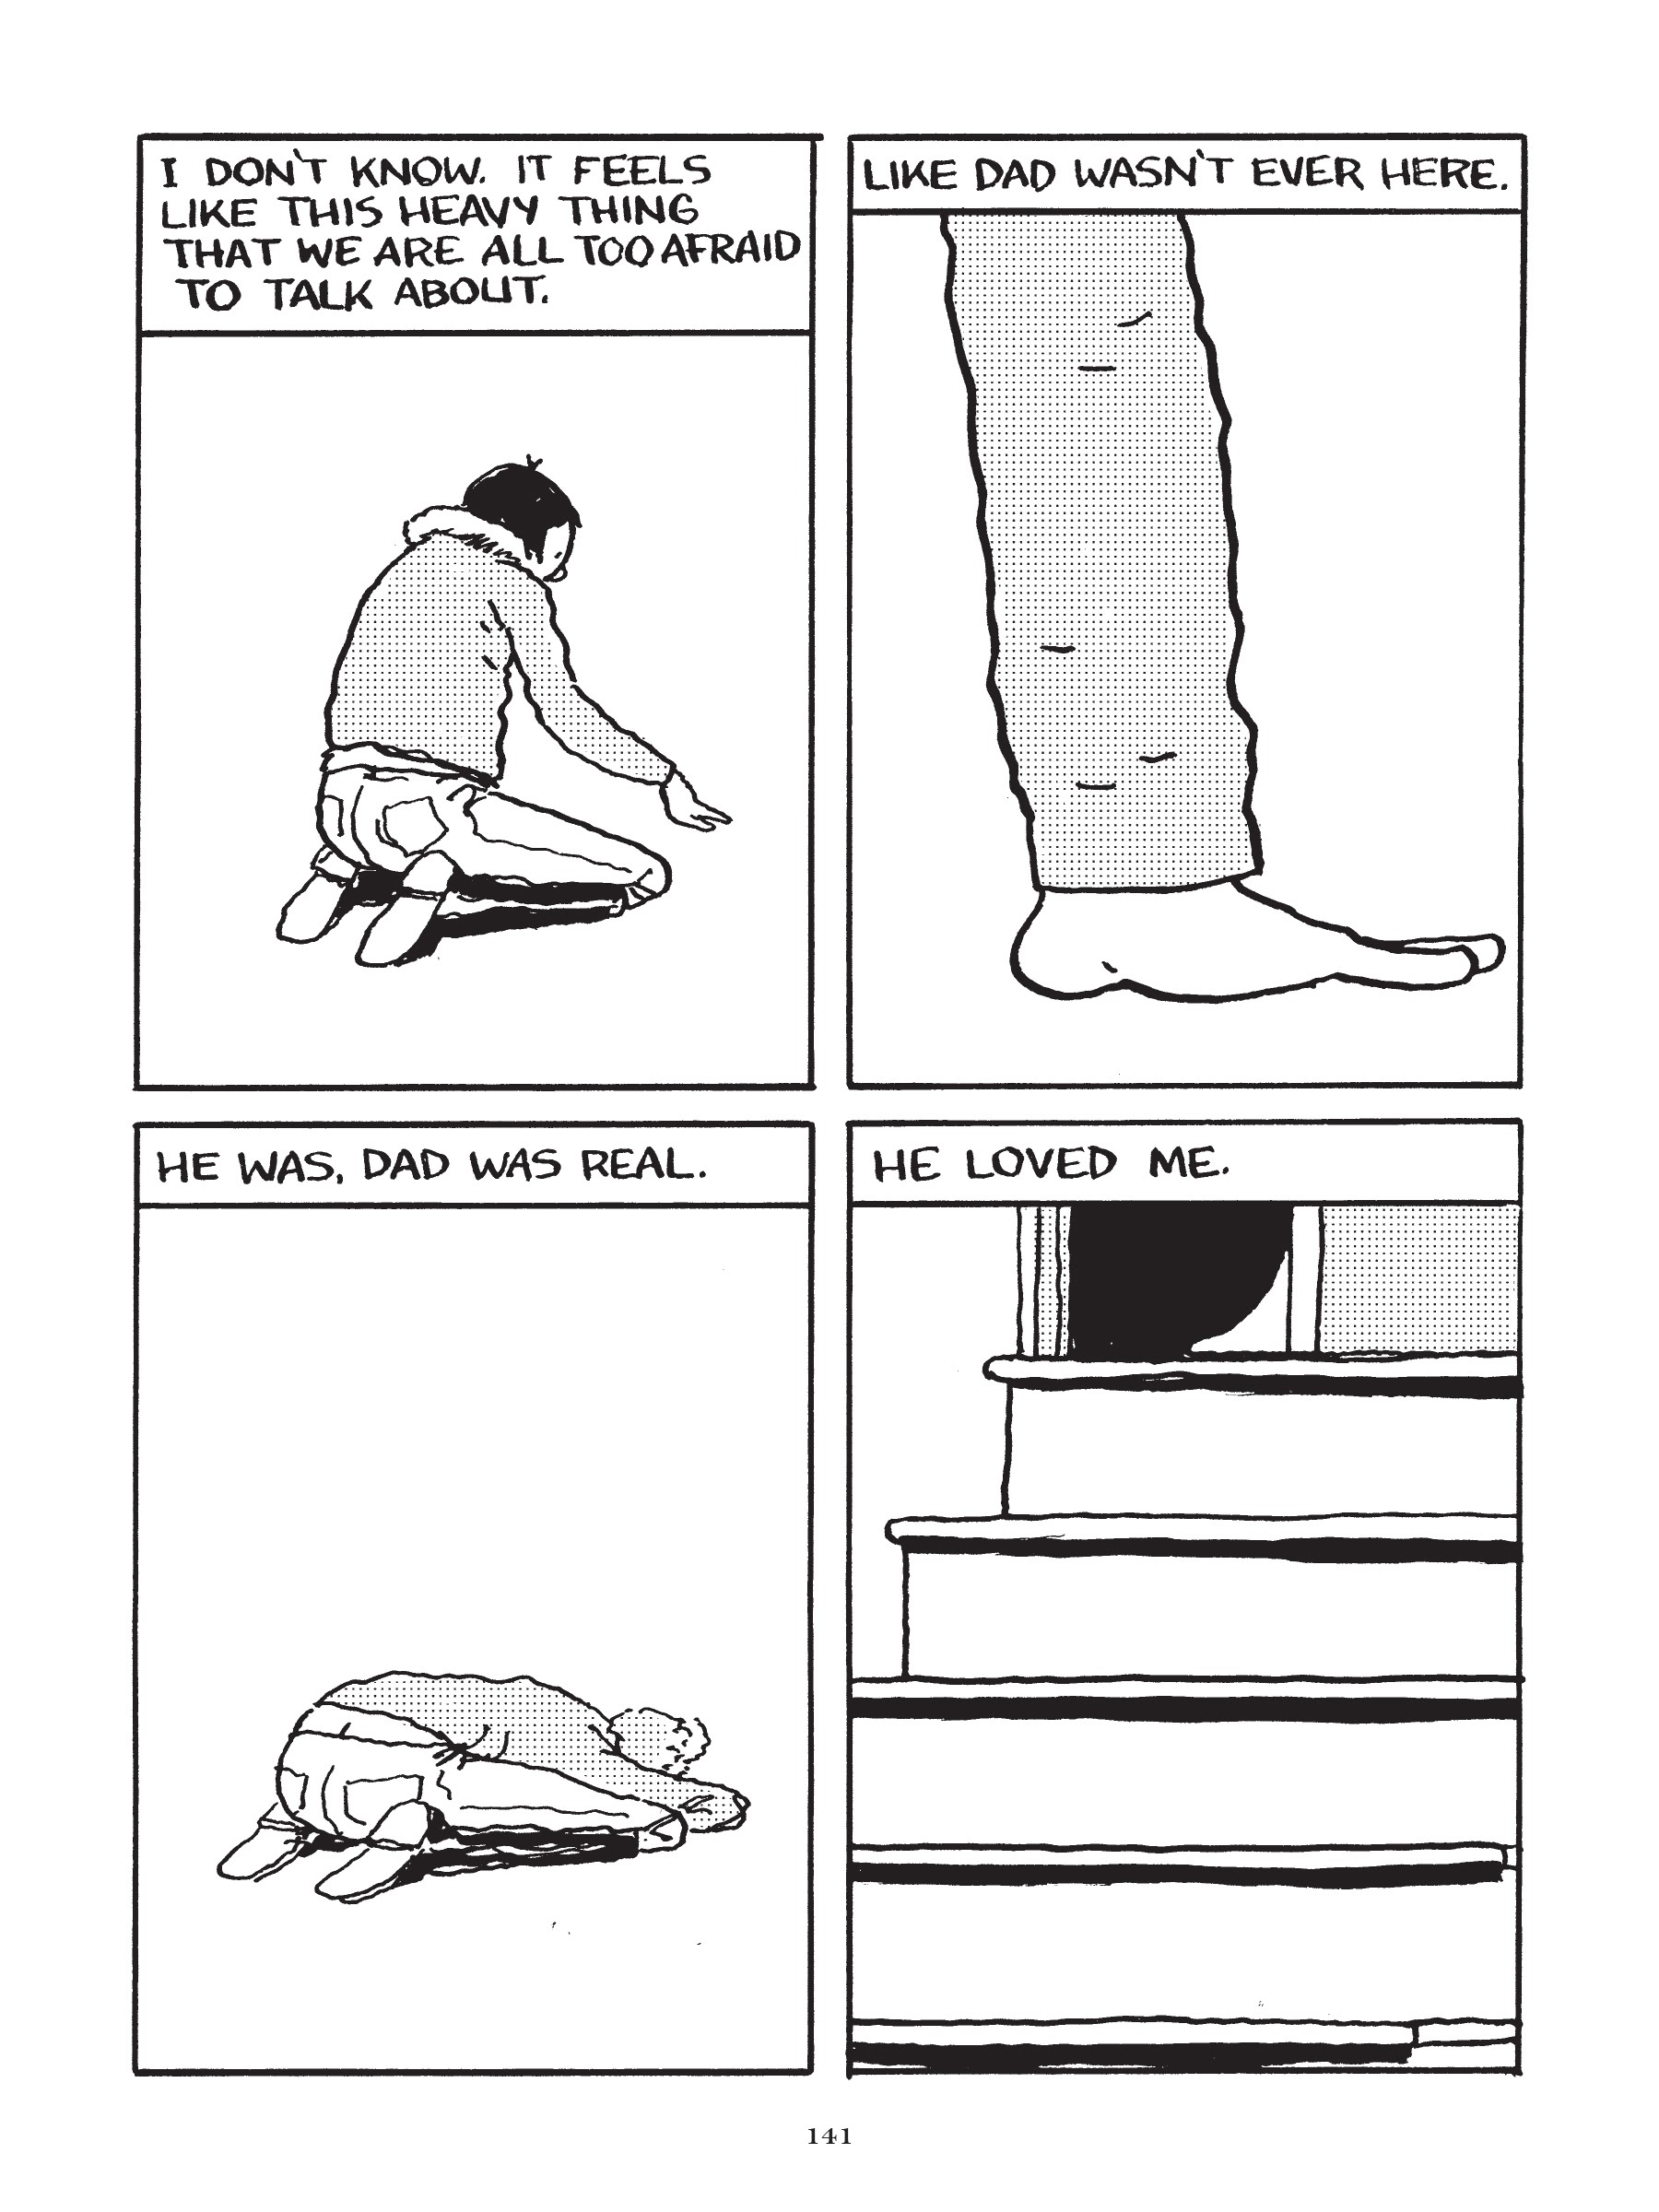 I DON'T KNOW. IT FEELS
LIKE THIS HEAVY THING
THAT WE ARE ALL TOO AFRAID
TO TALK ABOUT.
LIKE DAD WASN'T EVER HERE.
HE WAS, DAD WAS REAL.
HE LOVED ME.
141